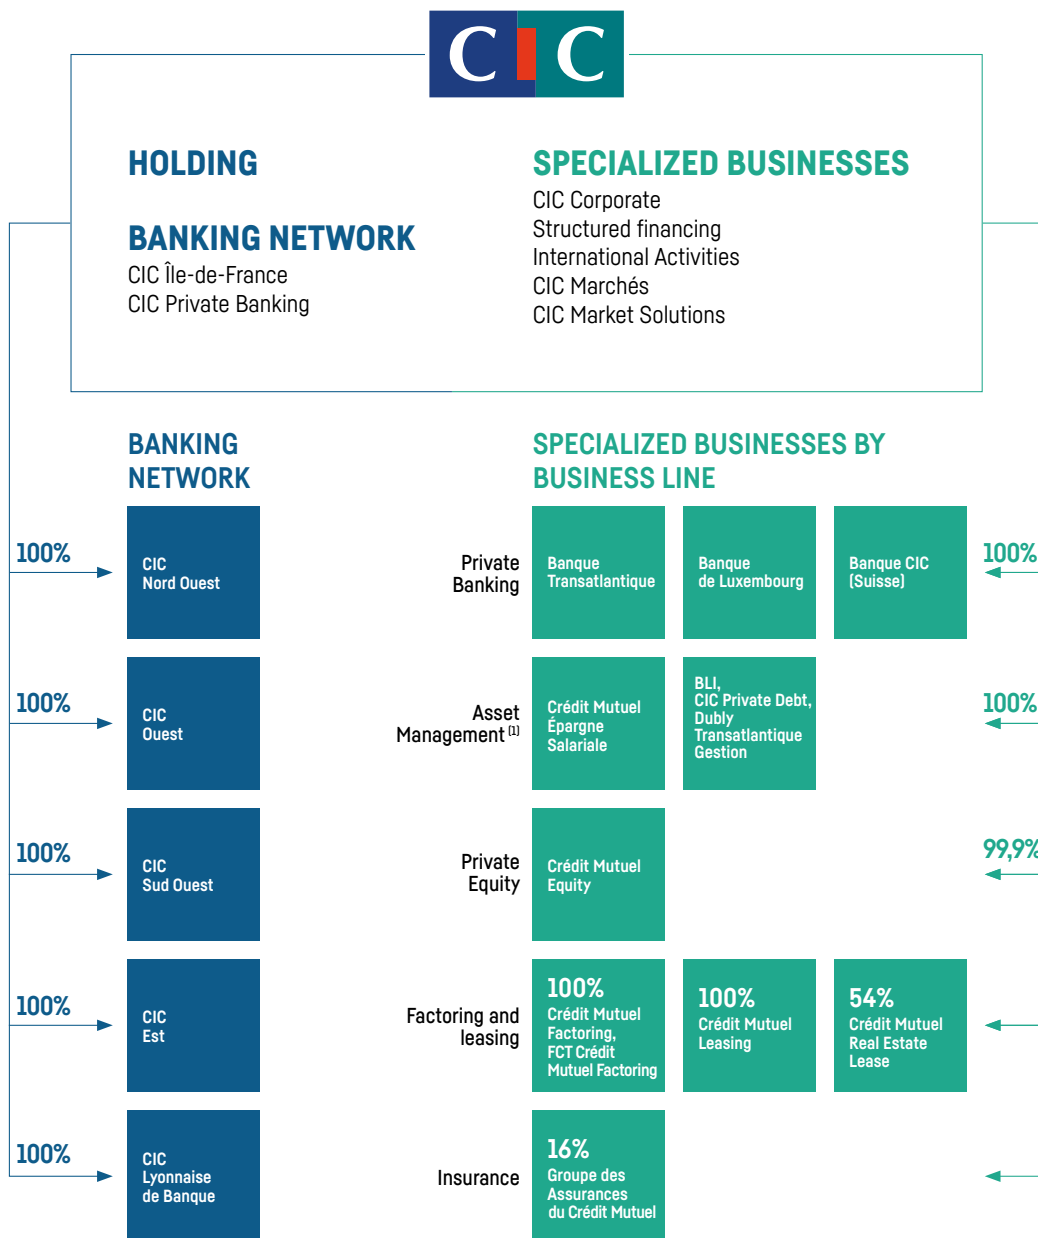 CIC
HOLDING
BANKING NETWORK
CIC Île-de-France
CIC Private Banking
SPECIALIZED BUSINESSES
CIC Corporate
Structured financing
International Activities
CIC Marchés
CIC Market Solutions
BANKING
NETWORK
SPECIALIZED BUSINESSES BY
BUSINESS LINE
100%
CIC
Nord Ouest
Private
Banking
Banque
Transatlantique
Banque
de Luxembourg
Banque CIC
(Suisse)
100%
100%
CIC
Ouest
Asset
Management (1)
Crédit Mutuel
Épargne
Salariale
BLI,
CIC Private Debt,
Dubly
Transatlantique
Gestion
100%
100%
CIC
Sud Ouest
Private
Equity
Crédit Mutuel
Equity
99,9%
100%
CIC
Est
Factoring and
leasing
100%
Crédit Mutuel
Factoring,
FCT Crédit
Mutuel Factoring
100%
Crédit Mutuel
Leasing
54%
Crédit Mutuel
Real Estate
Lease
100%
CIC
Lyonnaise
de Banque
Insurance
16%
Groupe des
Assurances
du Crédit Mutuel